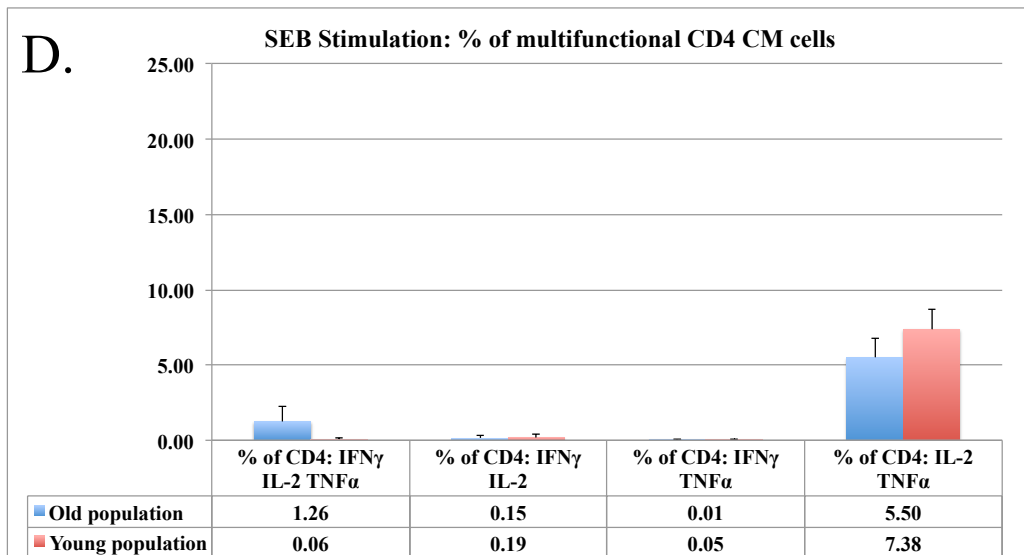 D.
SEB Stimulation: % of multifunctional CD4 CM cells
25.00
20.00
15.00
10.00
5.00
0.00
% of CD4: IFNγ IL-2 TNFα
% of CD4: IFNγ IL-2
% of CD4: IFNγ TNFα
% of CD4: IL-2 TNFα
Old population 1.26 0.15 0.01 5.50
Young population 0.06 0.19 0.05 7.38